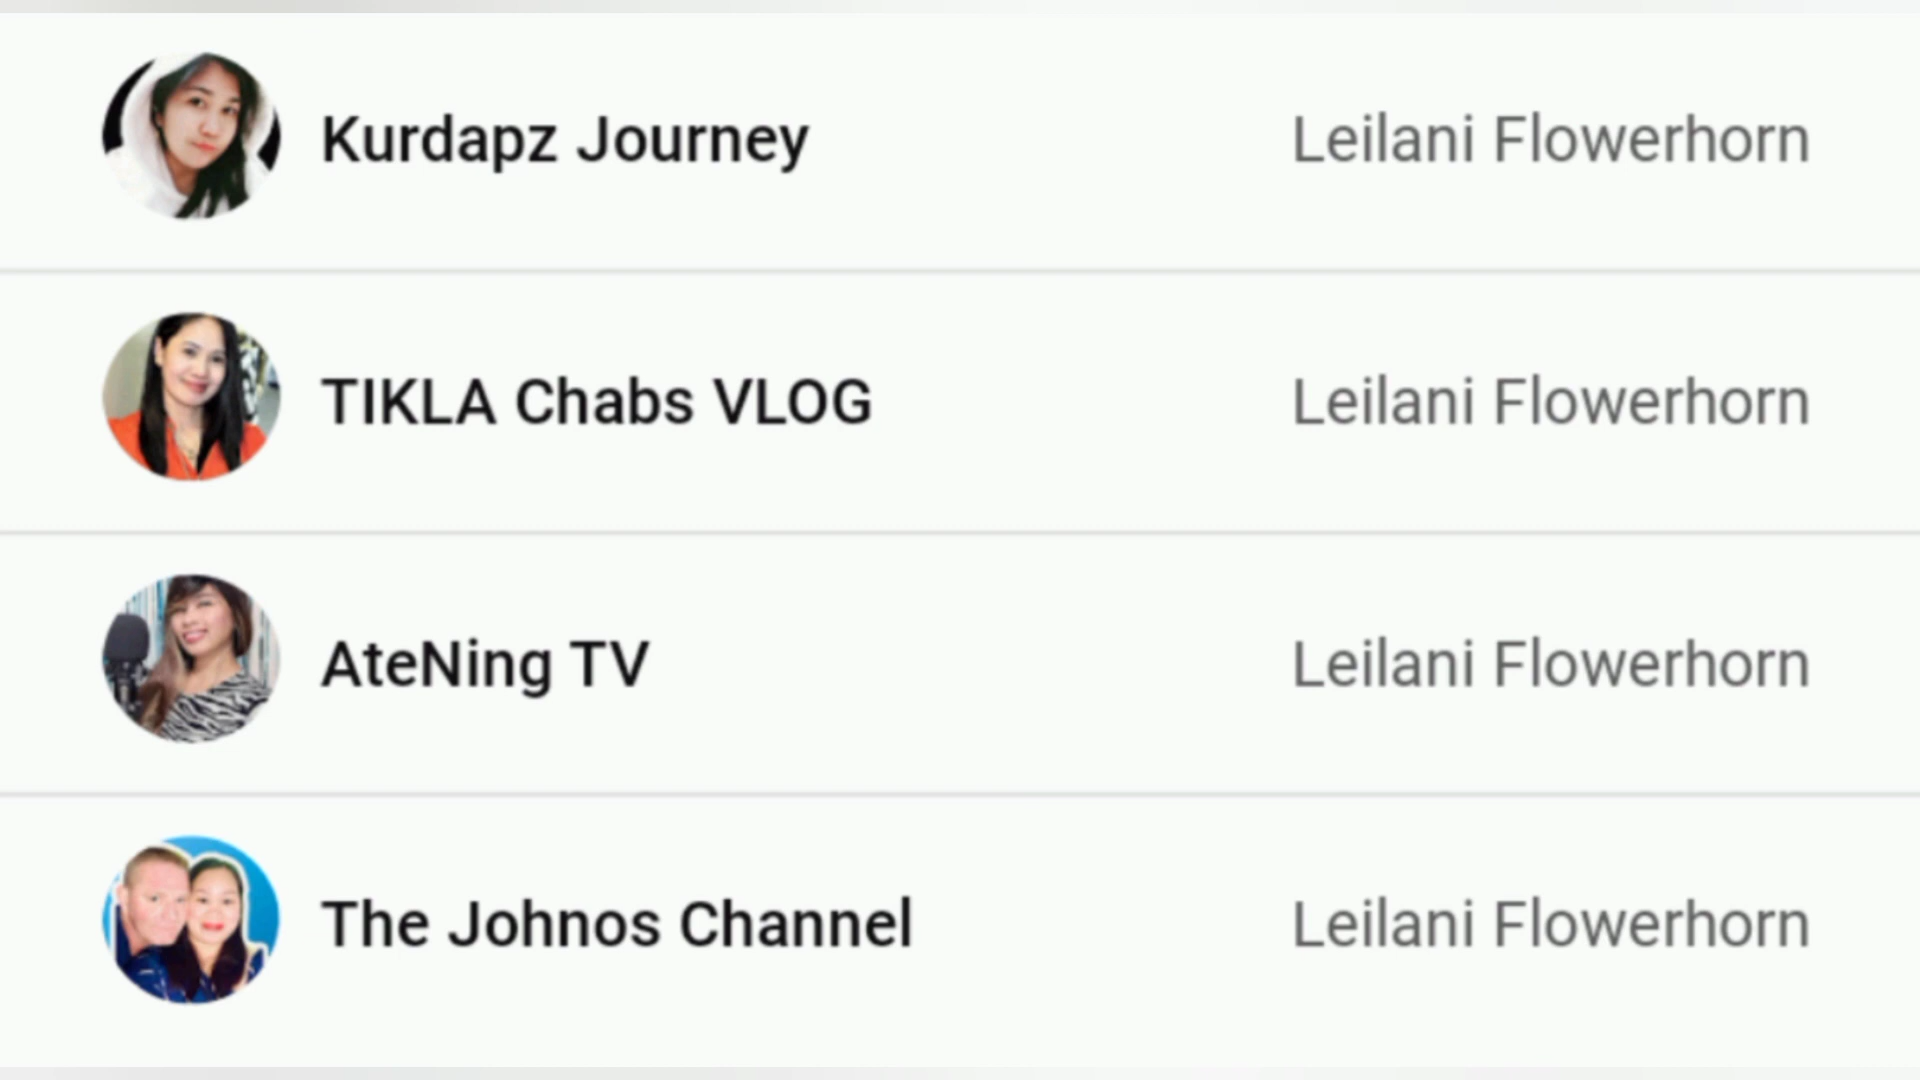 Kurdapz Journey Leilani Flowerhorn
TIKLA Chabs VLOG Leilani Flowerhorn
AteNing TV Leilani Flowerhorn
The Johnos Channel Leilani Flowerhorn